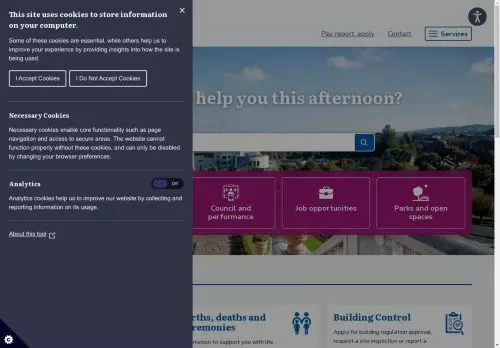 This site uses cookies to store information
on your computer.
Some of these cookies are essential, while others help us to
improve your experience by providing insights into how the site is
being used.
I Accept Cookies
I Do Not Accept Cookies
Necessary Cookies
Necessary cookies enable core functionality such as page
navigation and access to secure areas. The website cannot
function properly without these cookies, and can only be disabled
by changing your browser preferences.
Analytics
Off
Analytics cookies help us to improve our website by collecting and
reporting information on its usage.
About this tool
Pay, report, apply
Contact
Services
help you this afternoon?
Council and
performance
Job opportunities
Parks and open
spaces
rths, deaths and
remonies
rmation to support you with life
Building Control
Apply for building regulation approval,
request a site inspection or report a